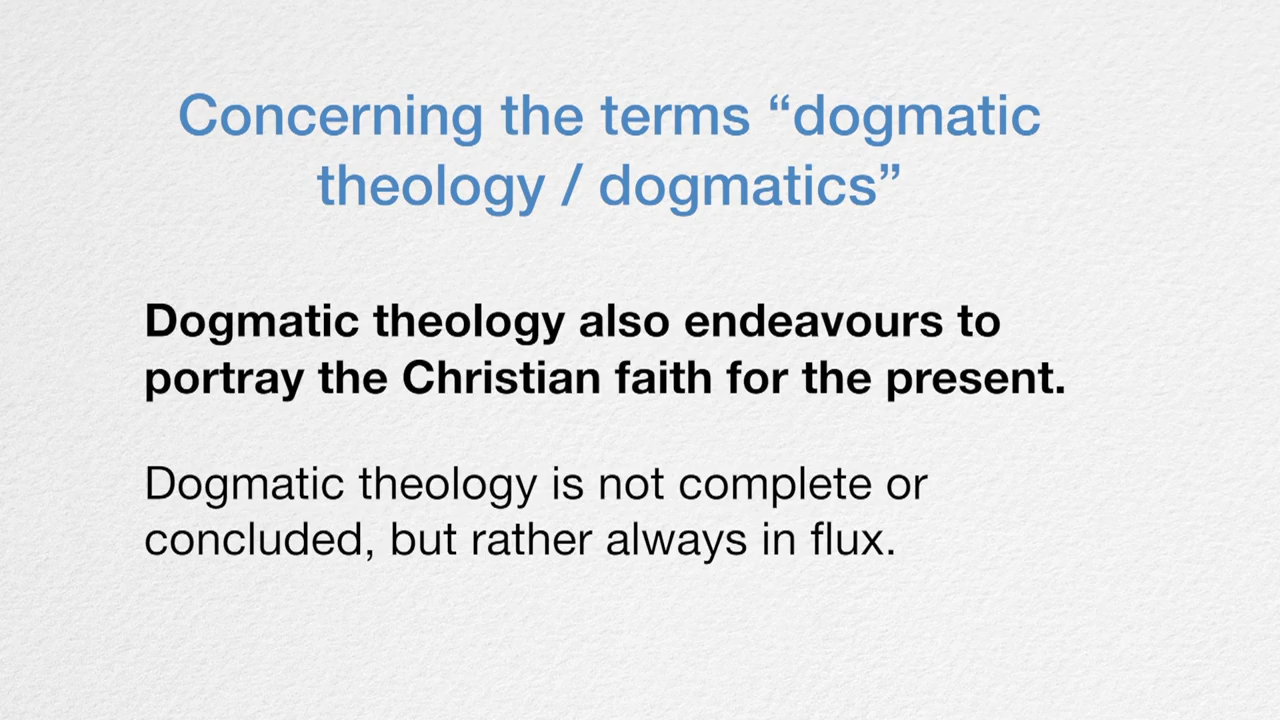 Concerning the terms “dogmatic
theology / dogmatics”
Dogmatic theology also endeavours to
portray the Christian faith for the present.
Dogmatic theology is not complete or
concluded, but rather always in flux.